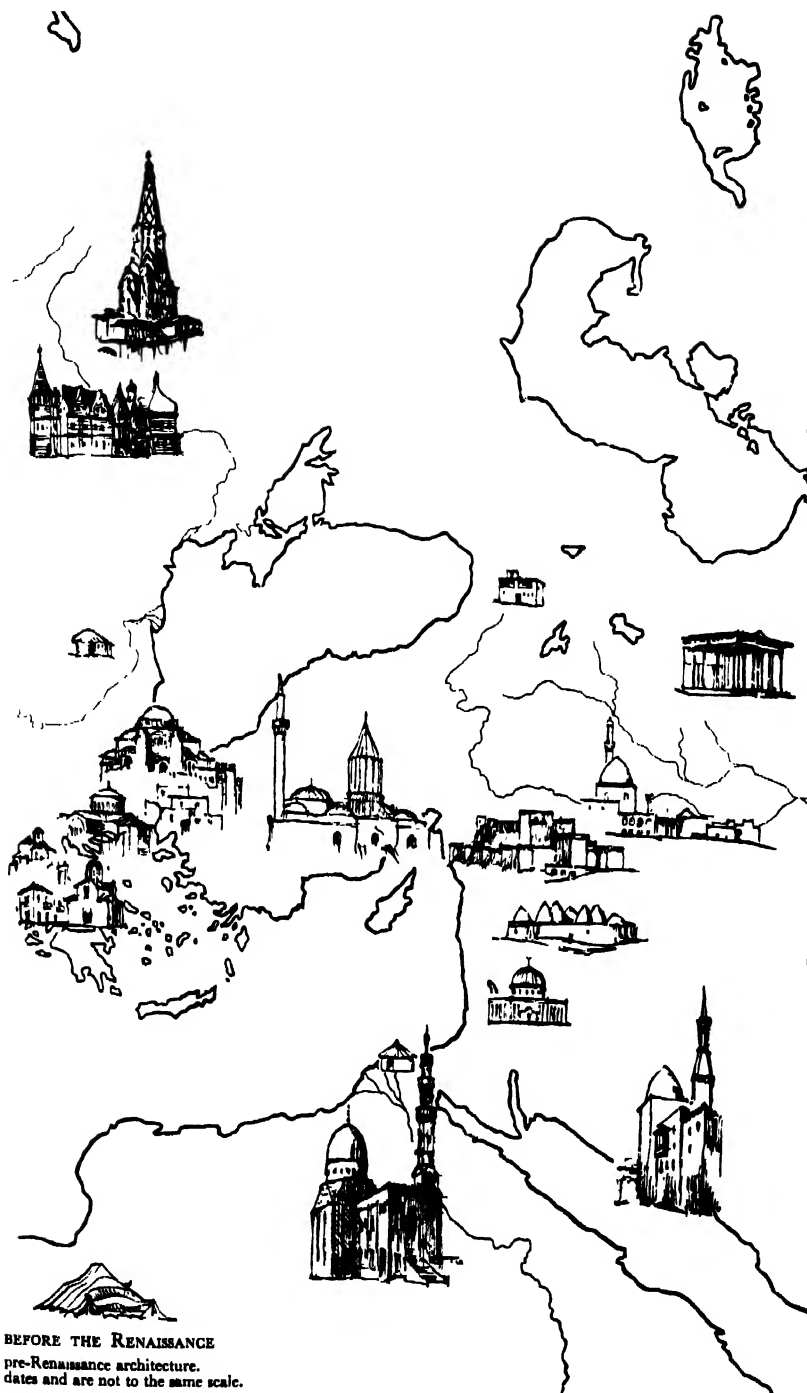 BEFORE THE RENAISSANCE
pre-Renaissance architecture.
dates and are not to the same scale.